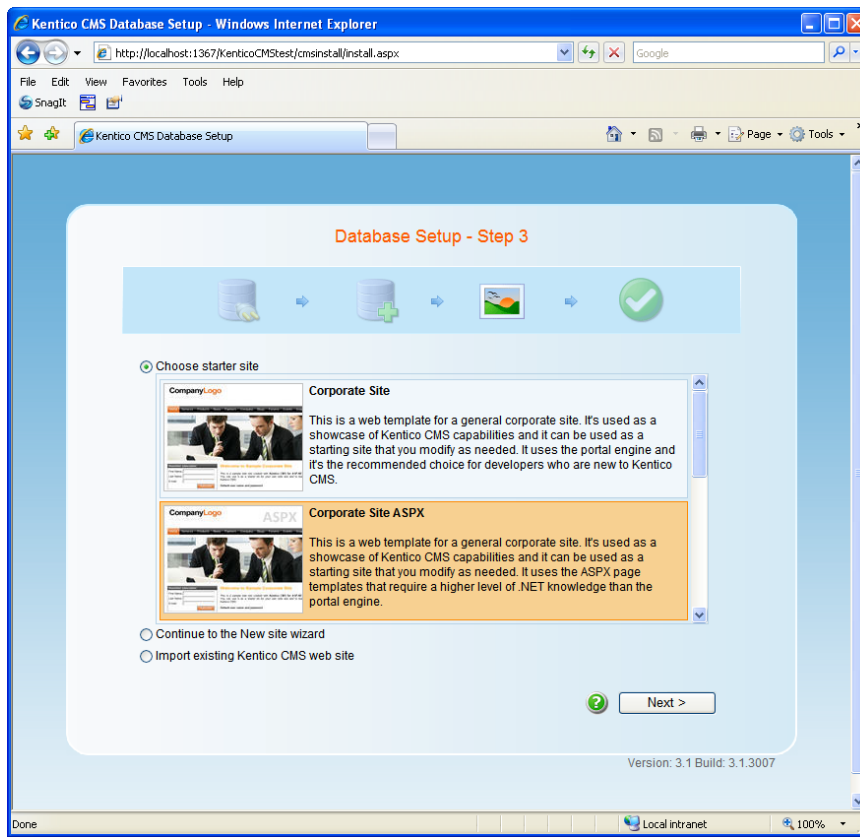 Kentico CMS Database Setup - Windows Internet Explorer
http://localhost:1367/KenticoCMStest/cmsinstall/install.aspx
Google
File Edit View Favorites Tools Help
SnagIt
Kentico CMS Database Setup
Page
Tools
Database Setup - Step 3
Choose starter site
CompanyLogo
Corporate Site
This is a web template for a general corporate site. It's used as a
showcase of Kentico CMS capabilities and it can be used as a
starting site that you modify as needed. It uses the portal engine and
it's the recommended choice for developers who are new to Kentico
CMS.
CompanyLogo
ASPX
Corporate Site ASPX
This is a web template for a general corporate site. It's used as a
showcase of Kentico CMS capabilities and it can be used as a
starting site that you modify as needed. It uses the ASPX page
templates that require a higher level of .NET knowledge than the
portal engine.
Continue to the New site wizard
Import existing Kentico CMS web site
Next >
Version: 3.1 Build: 3.1.3007
Done
Local intranet
100%